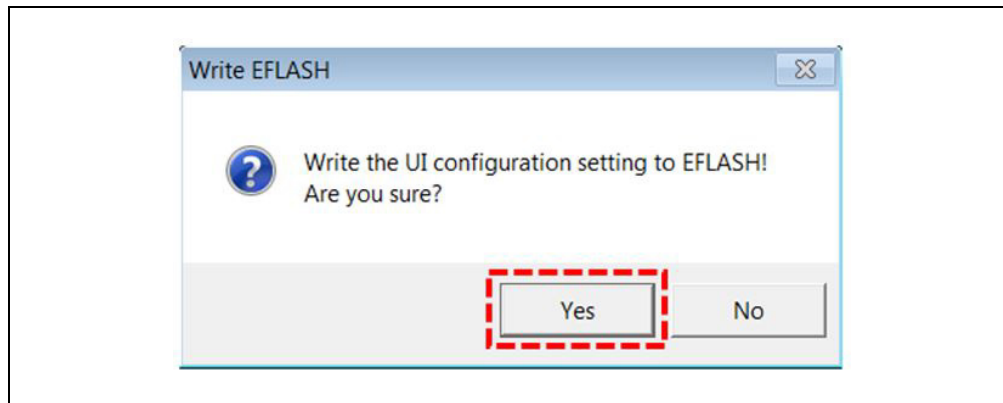 Write EFLASH
Write the UI configuration setting to EFLASH!
Are you sure?
Yes
No